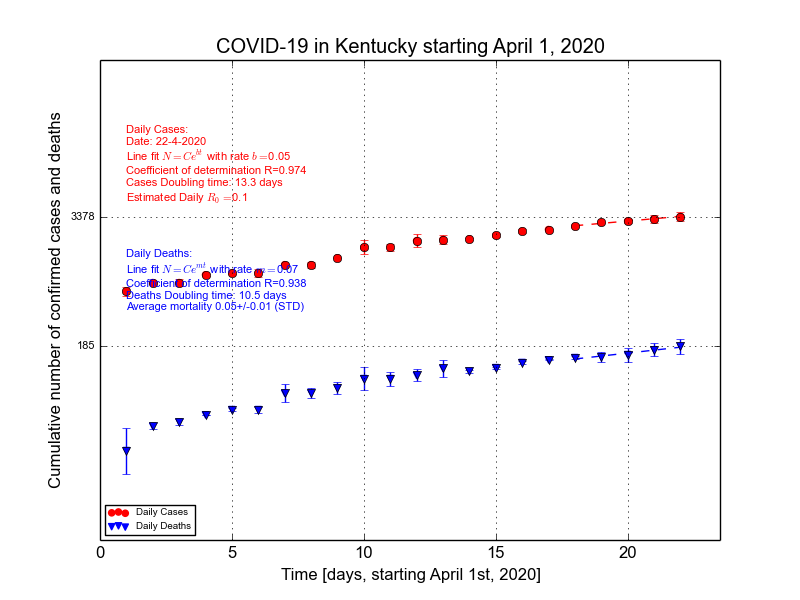 COVID-19 in Kentucky starting April 1, 2020
Cumulative number of confirmed cases and deaths
Daily Cases:
Date: 22-4-2020
Line fit N = Ce^{bt} with rate b = 0.05
Coefficient of determination R=0.974
Cases Doubling time: 13.3 days
Estimated Daily R_0 = 0.1
3378
Daily Deaths:
Line fit N = Ce^{mt} with rate m = 0.07
Coefficient of determination R=0.938
Deaths Doubling time: 10.5 days
Average mortality 0.05+/-0.01 (STD)
185
Daily Cases
Daily Deaths
0 5 10 15 20
Time [days, starting April 1st, 2020]